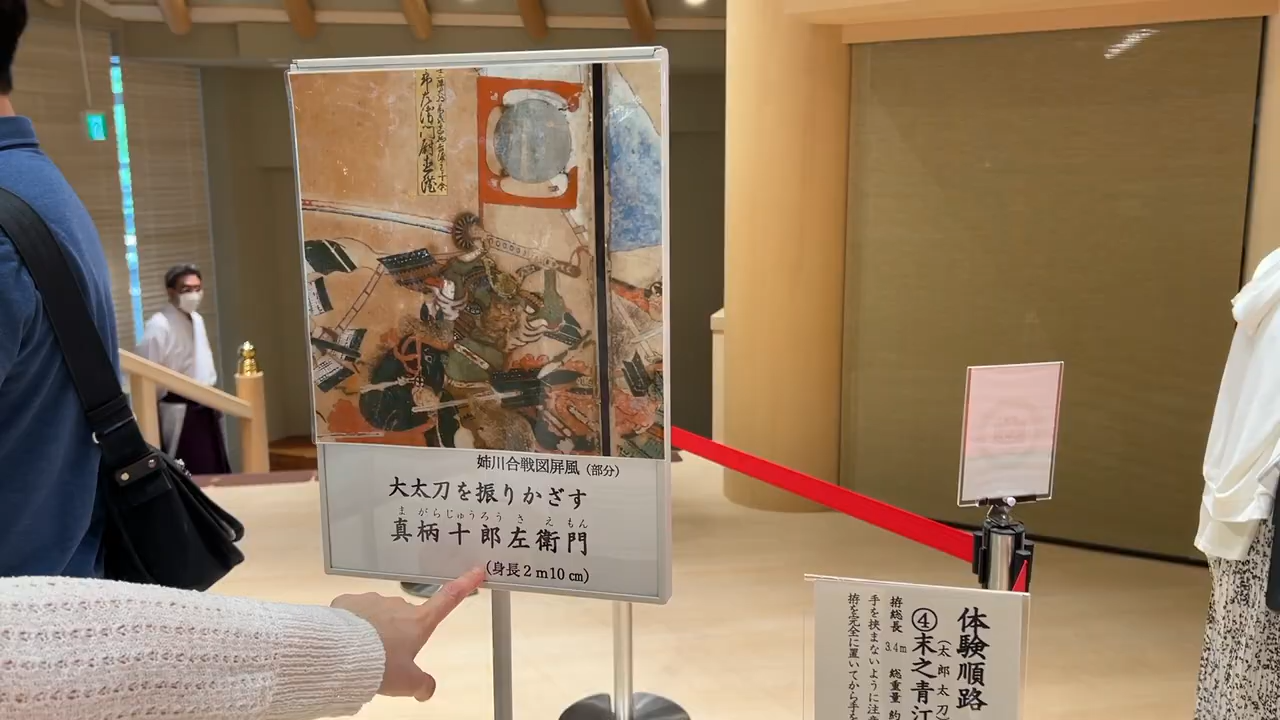 姉川合戦図屏風（部分）
大太刀を振りかざす
まがらじゅうろうさえもん
真柄十郎左衛門
(身長２ｍ10㎝)
体験順路
④末之青江
(太郎太刀)
拵総長 3.4m 総重量 約
手を挟まないように注意
拵を完全に置いてから手を